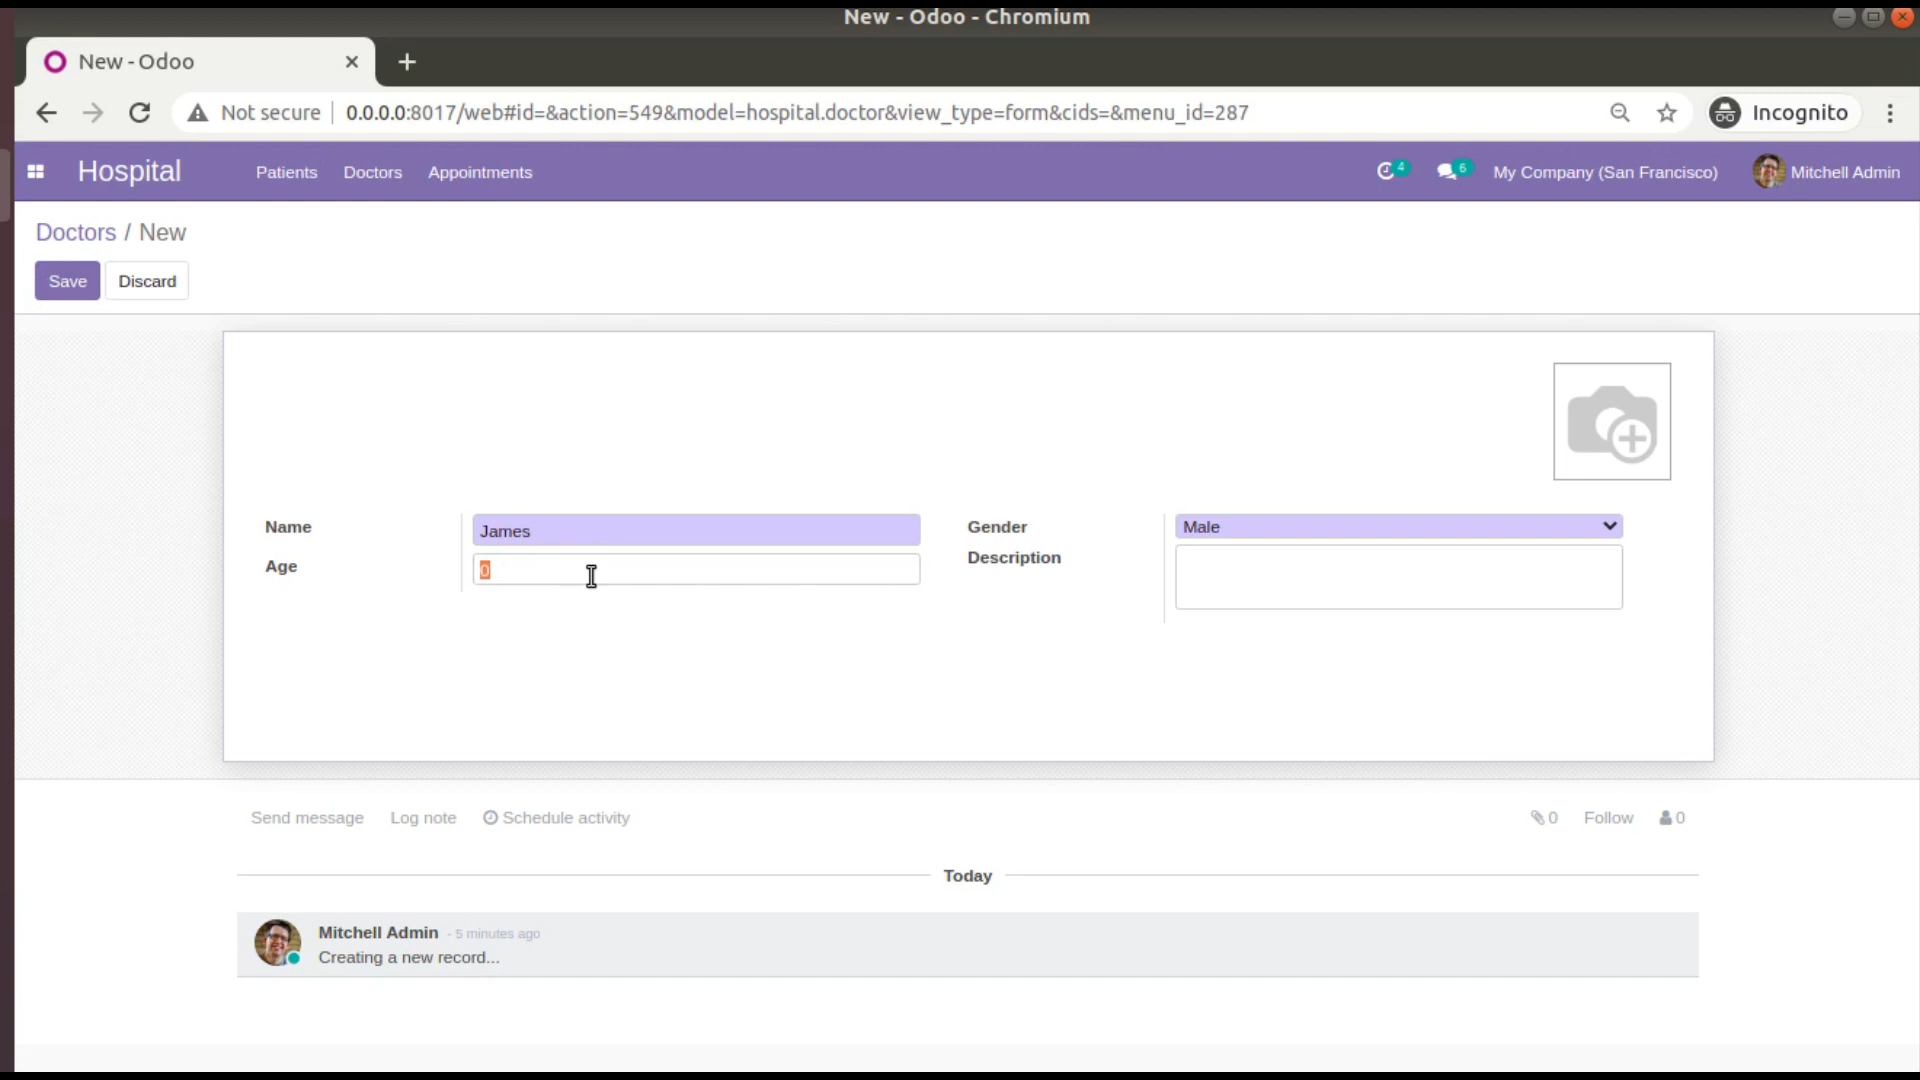 New - Odoo - Chromium
New - Odoo
Not secure 0.0.0.0:8017/web#id=&action=549&model=hospital.doctor&view_type=form&cids=&menu_id=287 Incognito
Hospital Patients Doctors Appointments 4 6 My Company (San Francisco) Mitchell Admin
Doctors / New
Save Discard
Name James Gender Male
Age 0 Description
Send message Log note Schedule activity 0 Follow 0
Today
Mitchell Admin - 5 minutes ago
Creating a new record...